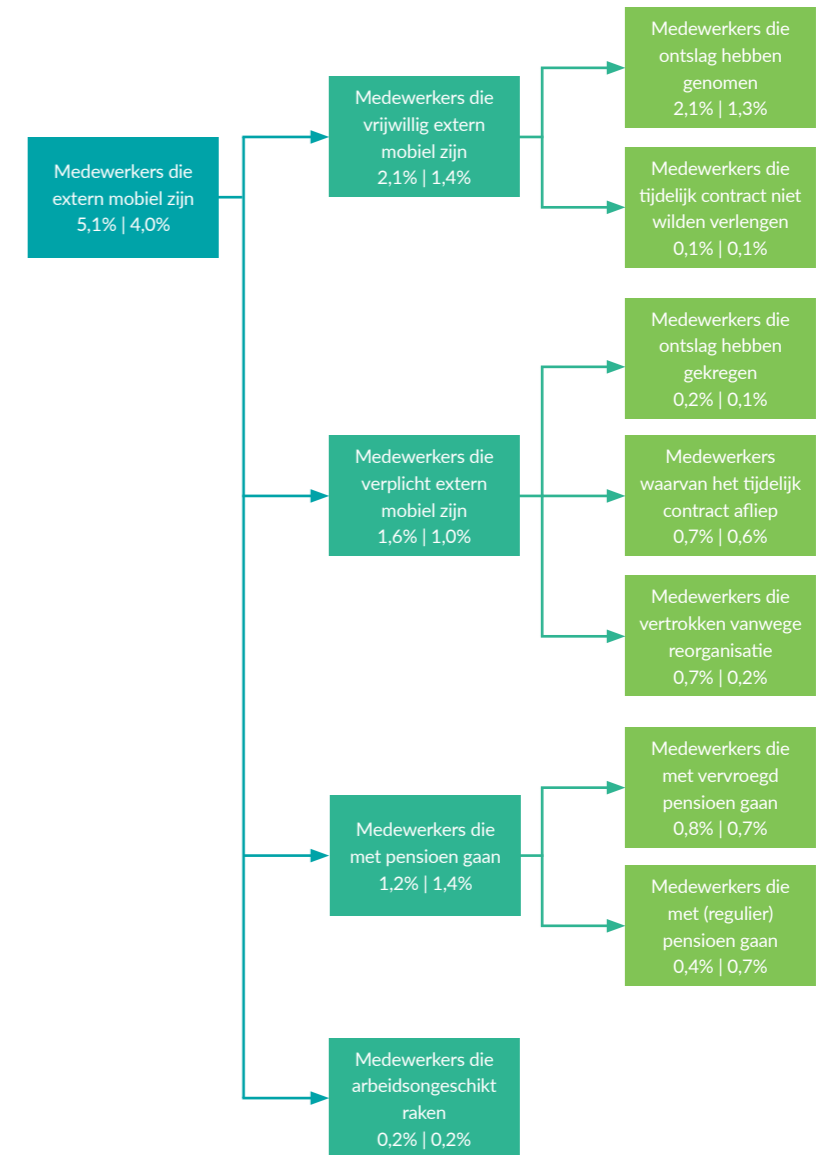 Medewerkers die
extern mobiel zijn
5,1% | 4,0%
Medewerkers die
vrijwillig extern
mobiel zijn
2,1% | 1,4%
Medewerkers die
ontslag hebben
genomen
2,1% | 1,3%
Medewerkers die
tijdelijk contract niet
wilden verlengen
0,1% | 0,1%
Medewerkers die
verplicht extern
mobiel zijn
1,6% | 1,0%
Medewerkers die
ontslag hebben
gekregen
0,2% | 0,1%
Medewerkers
waarvan het tijdelijk
contract afliep
0,7% | 0,6%
Medewerkers die
vertrokken vanwege
reorganisatie
0,7% | 0,2%
Medewerkers die
met pensioen gaan
1,2% | 1,4%
Medewerkers die
met vervroegd
pensioen gaan
0,8% | 0,7%
Medewerkers die
met (regulier)
pensioen gaan
0,4% | 0,7%
Medewerkers die
arbeidsongeschikt
raken
0,2% | 0,2%